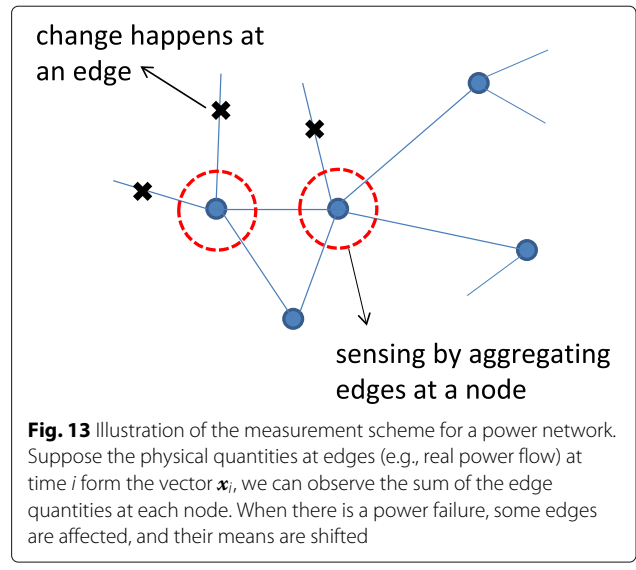 change happens at
an edge
sensing by aggregating
edges at a node
Fig. 13 Illustration of the measurement scheme for a power network.
Suppose the physical quantities at edges (e.g., real power flow) at
time i form the vector xᵢ, we can observe the sum of the edge
quantities at each node. When there is a power failure, some edges
are affected, and their means are shifted